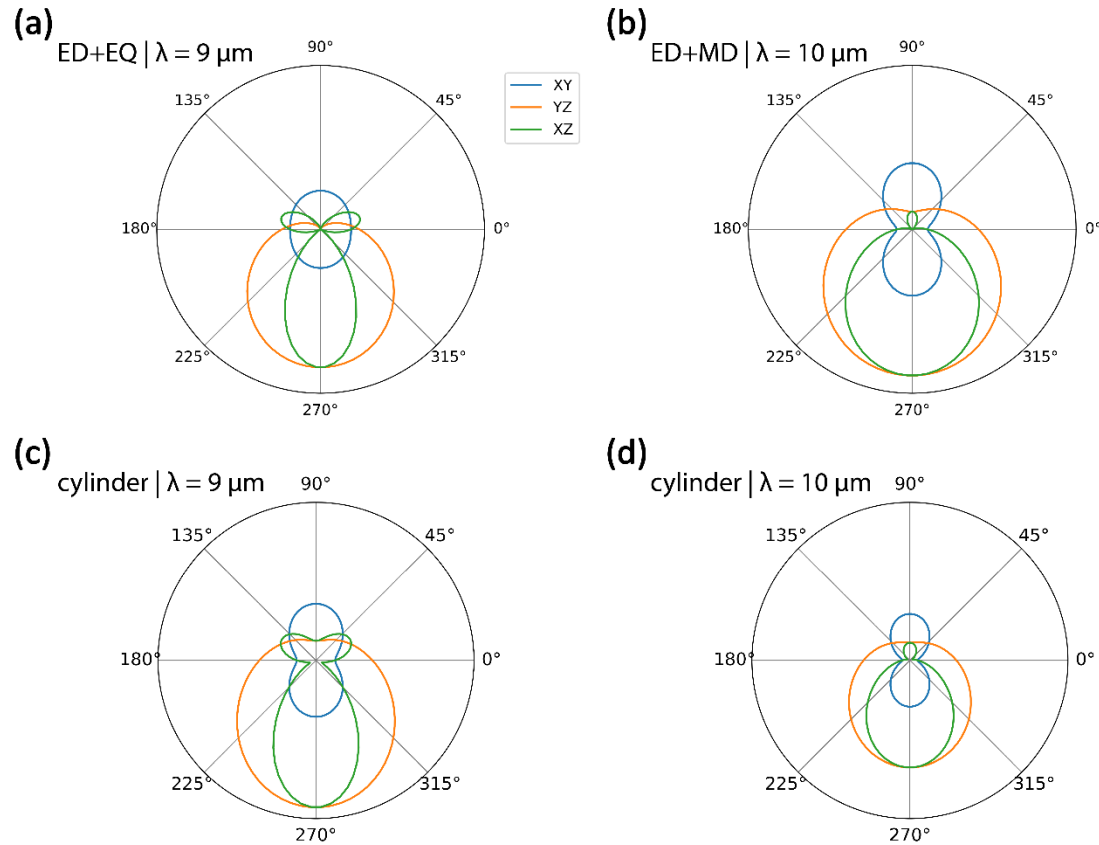 (a)
ED+EQ | λ = 9 μm
90°
135°
45°
180°
0°
225°
315°
270°
XY
YZ
XZ
(b)
ED+MD | λ = 10 μm
90°
135°
45°
180°
0°
225°
315°
270°
(c)
cylinder | λ = 9 μm
90°
135°
45°
180°
0°
225°
315°
270°
(d)
cylinder | λ = 10 μm
90°
135°
45°
180°
0°
225°
315°
270°